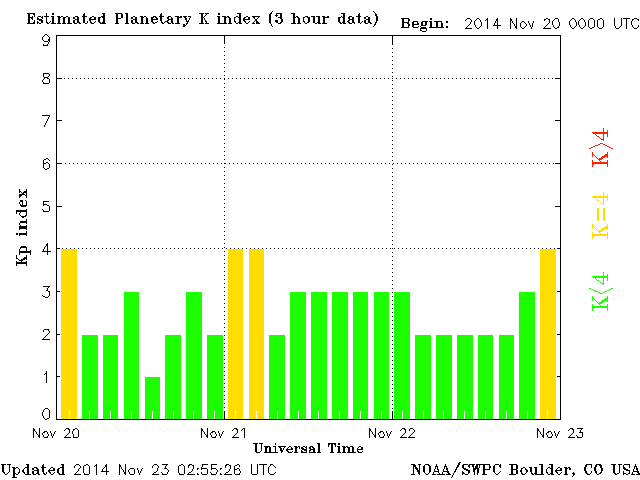 Estimated Planetary K index (3 hour data) Begin: 2014 Nov 20 0000 UTC
9
8
7
6
5
4
3
2
1
0
Kp index
K>4
K=4
K<4
Nov 20 Nov 21 Nov 22 Nov 23
Universal Time
Updated 2014 Nov 23 02:55:26 UTC NOAA/SWPC Boulder, CO USA